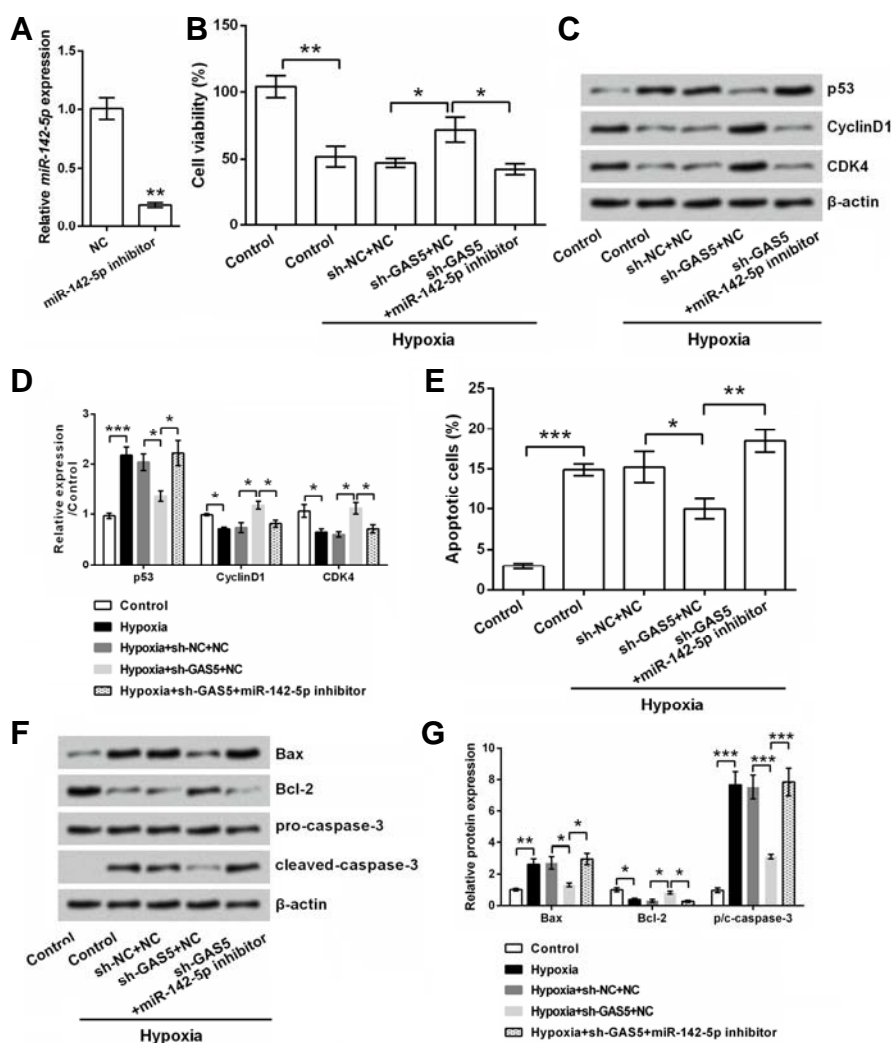 A
Relative miR-142-5p expression
1.5
1.0
0.5
0.0
NC
miR-142-5p inhibitor
**
B
Cell viability (%)
150
100
50
0
**
*
*
Control
Control
sh-NC+NC
sh-GAS5+NC
sh-GAS5
+miR-142-5p inhibitor
Hypoxia
C
p53
CyclinD1
CDK4
β-actin
Control
Control
sh-NC+NC
sh-GAS5+NC
sh-GAS5
+miR-142-5p inhibitor
Hypoxia
D
Relative expression
/Control
3
2
1
0
***
*
*
*
*
*
*
*
*
p53
CyclinD1
CDK4
Control
Hypoxia
Hypoxia+sh-NC+NC
Hypoxia+sh-GAS5+NC
Hypoxia+sh-GAS5+miR-142-5p inhibitor
E
Apoptotic cells (%)
25
20
15
10
5
0
***
*
**
Control
Control
sh-NC+NC
sh-GAS5+NC
sh-GAS5
+miR-142-5p inhibitor
Hypoxia
F
Bax
Bcl-2
pro-caspase-3
cleaved-caspase-3
β-actin
Control
Control
sh-NC+NC
sh-GAS5+NC
sh-GAS5
+miR-142-5p inhibitor
Hypoxia
G
Relative protein expression
10
8
6
4
2
0
**
*
*
*
*
*
***
***
***
Bax
Bcl-2
p/c-caspase-3
Control
Hypoxia
Hypoxia+sh-NC+NC
Hypoxia+sh-GAS5+NC
Hypoxia+sh-GAS5+miR-142-5p inhibitor